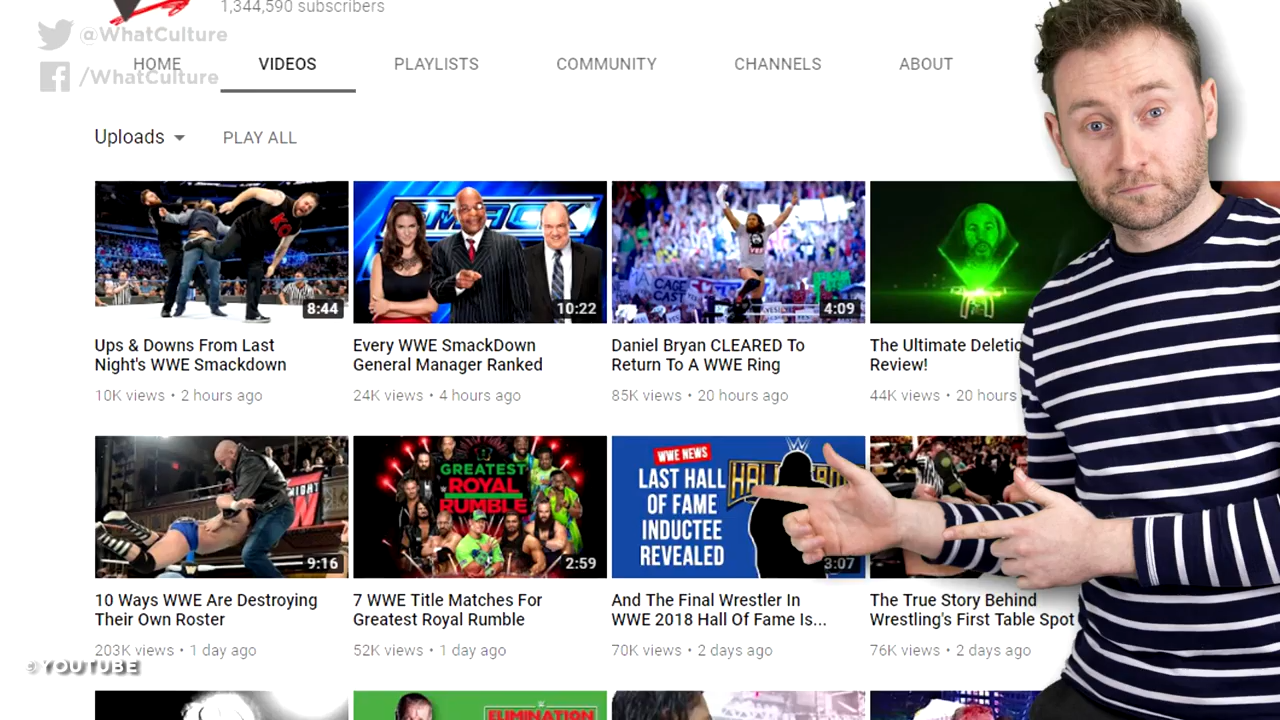 1,344,590 subscribers
@WhatCulture
/WhatCulture
HOME VIDEOS PLAYLISTS COMMUNITY CHANNELS ABOUT
Uploads PLAY ALL
8:44
10:22
4:09
Ups & Downs From Last
Night's WWE Smackdown
10K views • 2 hours ago
Every WWE SmackDown
General Manager Ranked
24K views • 4 hours ago
Daniel Bryan CLEARED To
Return To A WWE Ring
85K views • 20 hours ago
The Ultimate Deletio
Review!
44K views • 20 hours
9:16
GREATEST
ROYAL
RUMBLE
2:59
WWE NEWS
LAST HALL
OF FAME
INDUCTEE
REVEALED
3:07
10 Ways WWE Are Destroying
Their Own Roster
203K views • 1 day ago
7 WWE Title Matches For
Greatest Royal Rumble
52K views • 1 day ago
And The Final Wrestler In
WWE 2018 Hall Of Fame Is...
70K views • 2 days ago
The True Story Behind
Wrestling's First Table Spot
76K views • 2 days ago
© YOUTUBE
ELIMINATION